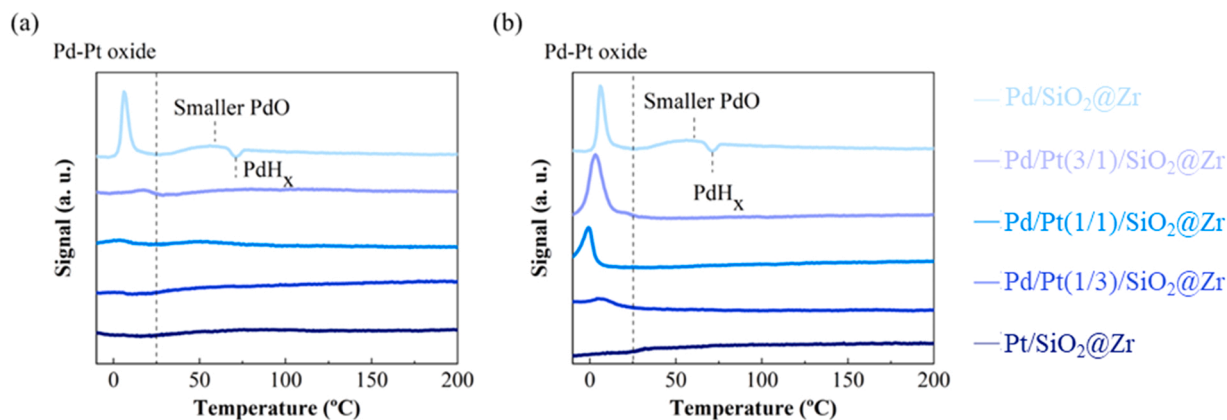 (a)
Pd-Pt oxide
Smaller PdO
PdHx
Signal (a. u.)
0 50 100 150 200
Temperature (ºC)
(b)
Pd-Pt oxide
Smaller PdO
PdHx
Signal (a. u.)
0 50 100 150 200
Temperature (ºC)
Pd/SiO2@Zr
Pd/Pt(3/1)/SiO2@Zr
Pd/Pt(1/1)/SiO2@Zr
Pd/Pt(1/3)/SiO2@Zr
Pt/SiO2@Zr